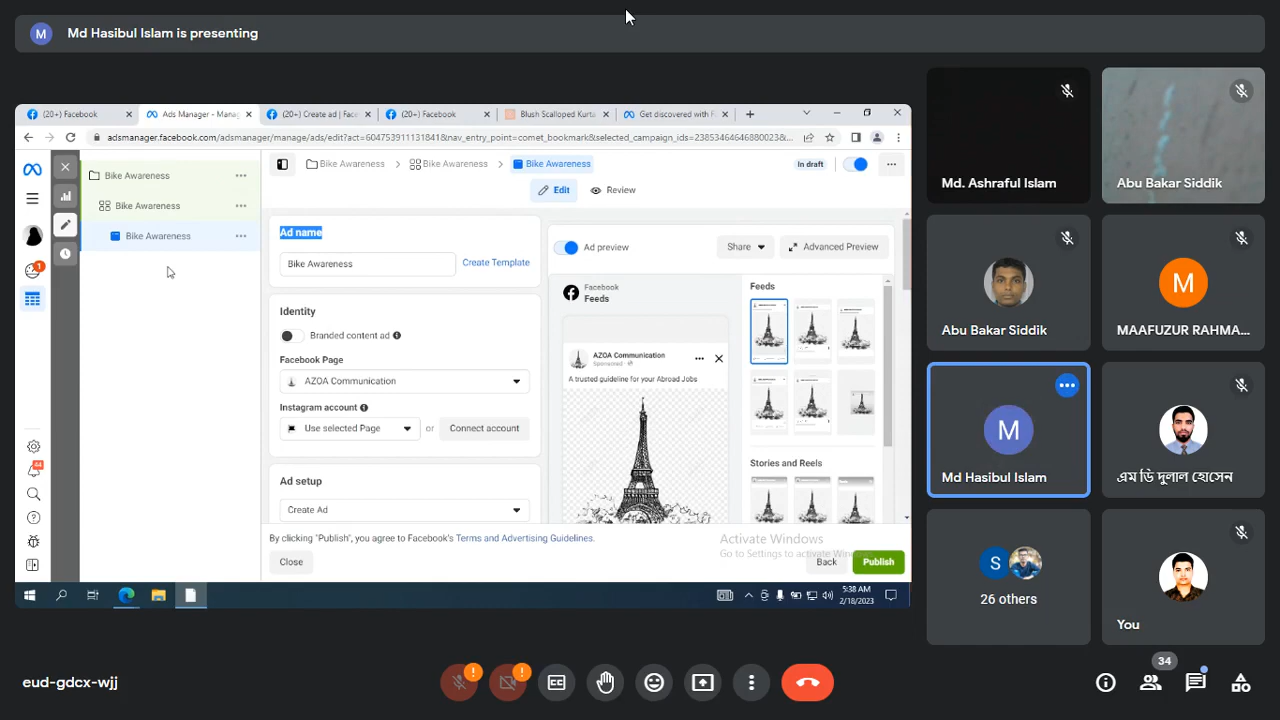 Md Hasibul Islam is presenting
M
(20+) Facebook
Ads Manager - Manag
(20+) Create ad | Face
(20+) Facebook
Blush Scalloped Kurta
Get discovered with F
adsmanager.facebook.com/adsmanager/manage/ads/edit?act=604753911131841&nav_entry_point=comet_bookmark&selected_campaign_ids=23853464646880023&...
Bike Awareness
Bike Awareness
Bike Awareness
Bike Awareness
Bike Awareness
Bike Awareness
In draft
Edit
Review
Ad name
Bike Awareness
Create Template
Identity
Branded content ad
Facebook Page
AZOA Communication
Instagram account
Use selected Page
or
Connect account
Ad setup
Create Ad
Ad preview
Share
Advanced Preview
Facebook
Feeds
AZOA Communication
Sponsored
A trusted guideline for your Abroad Jobs
Feeds
Stories and Reels
By clicking "Publish", you agree to Facebook's Terms and Advertising Guidelines.
Activate Windows
Go to Settings to activate Windows
Close
Back
Publish
44
5:38 AM
2/18/2023
Md. Ashraful Islam
Abu Bakar Siddik
Abu Bakar Siddik
M
MAAFUZUR RAHMA...
M
Md Hasibul Islam
এম ডি দুলাল হোসেন
S
26 others
You
eud-gdcx-wjj
CC
34